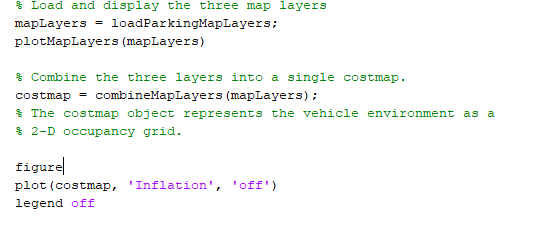 % Load and display the three map layers
mapLayers = loadParkingMapLayers;
plotMapLayers(mapLayers)
% Combine the three layers into a single costmap.
costmap = combineMapLayers(mapLayers);
% The costmap object represents the vehicle environment as a
% 2-D occupancy grid.
figure
plot(costmap, 'Inflation', 'off')
legend off